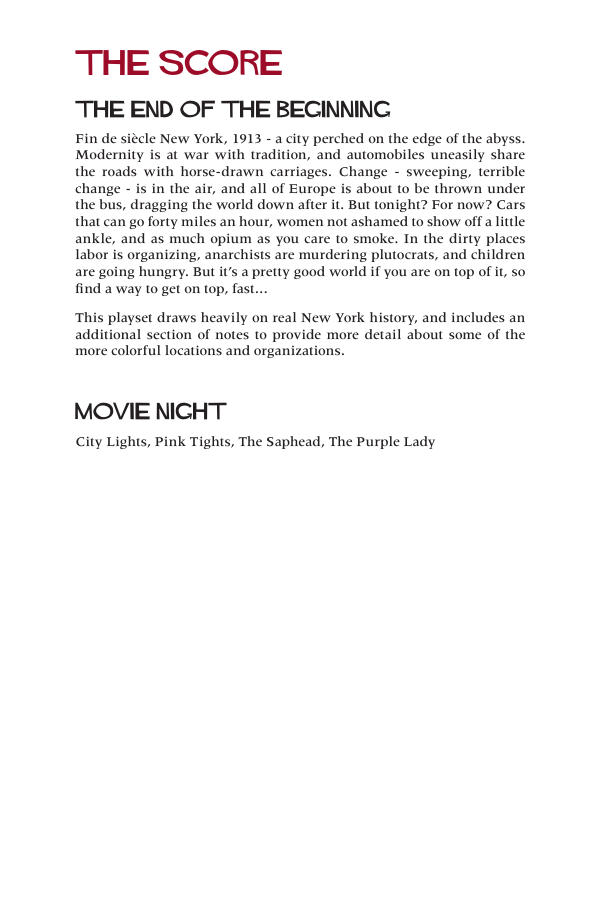 THE SCORE
THE END OF THE BEGINNING
Fin de siècle New York, 1913 - a city perched on the edge of the abyss.
Modernity is at war with tradition, and automobiles uneasily share
the roads with horse-drawn carriages. Change - sweeping, terrible
change - is in the air, and all of Europe is about to be thrown under
the bus, dragging the world down after it. But tonight? For now? Cars
that can go forty miles an hour, women not ashamed to show off a little
ankle, and as much opium as you care to smoke. In the dirty places
labor is organizing, anarchists are murdering plutocrats, and children
are going hungry. But it's a pretty good world if you are on top of it, so
find a way to get on top, fast...
This playset draws heavily on real New York history, and includes an
additional section of notes to provide more detail about some of the
more colorful locations and organizations.
MOVIE NIGHT
City Lights, Pink Tights, The Saphead, The Purple Lady